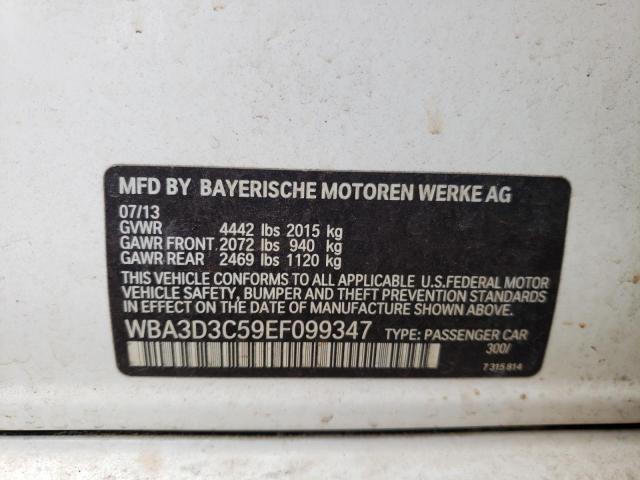 MFD BY BAYERISCHE MOTOREN WERKE AG
07/13
GVWR 4442 lbs 2015 kg
GAWR FRONT 2072 lbs 940 kg
GAWR REAR 2469 lbs 1120 kg
THIS VEHICLE CONFORMS TO ALL APPLICABLE U.S.FEDERAL MOTOR
VEHICLE SAFETY, BUMPER AND THEFT PREVENTION STANDARDS
IN EFFECT ON THE DATE OF MANUFACTURE SHOWN ABOVE.
WBA3D3C59EF099347 TYPE: PASSENGER CAR
300/
7 315 814